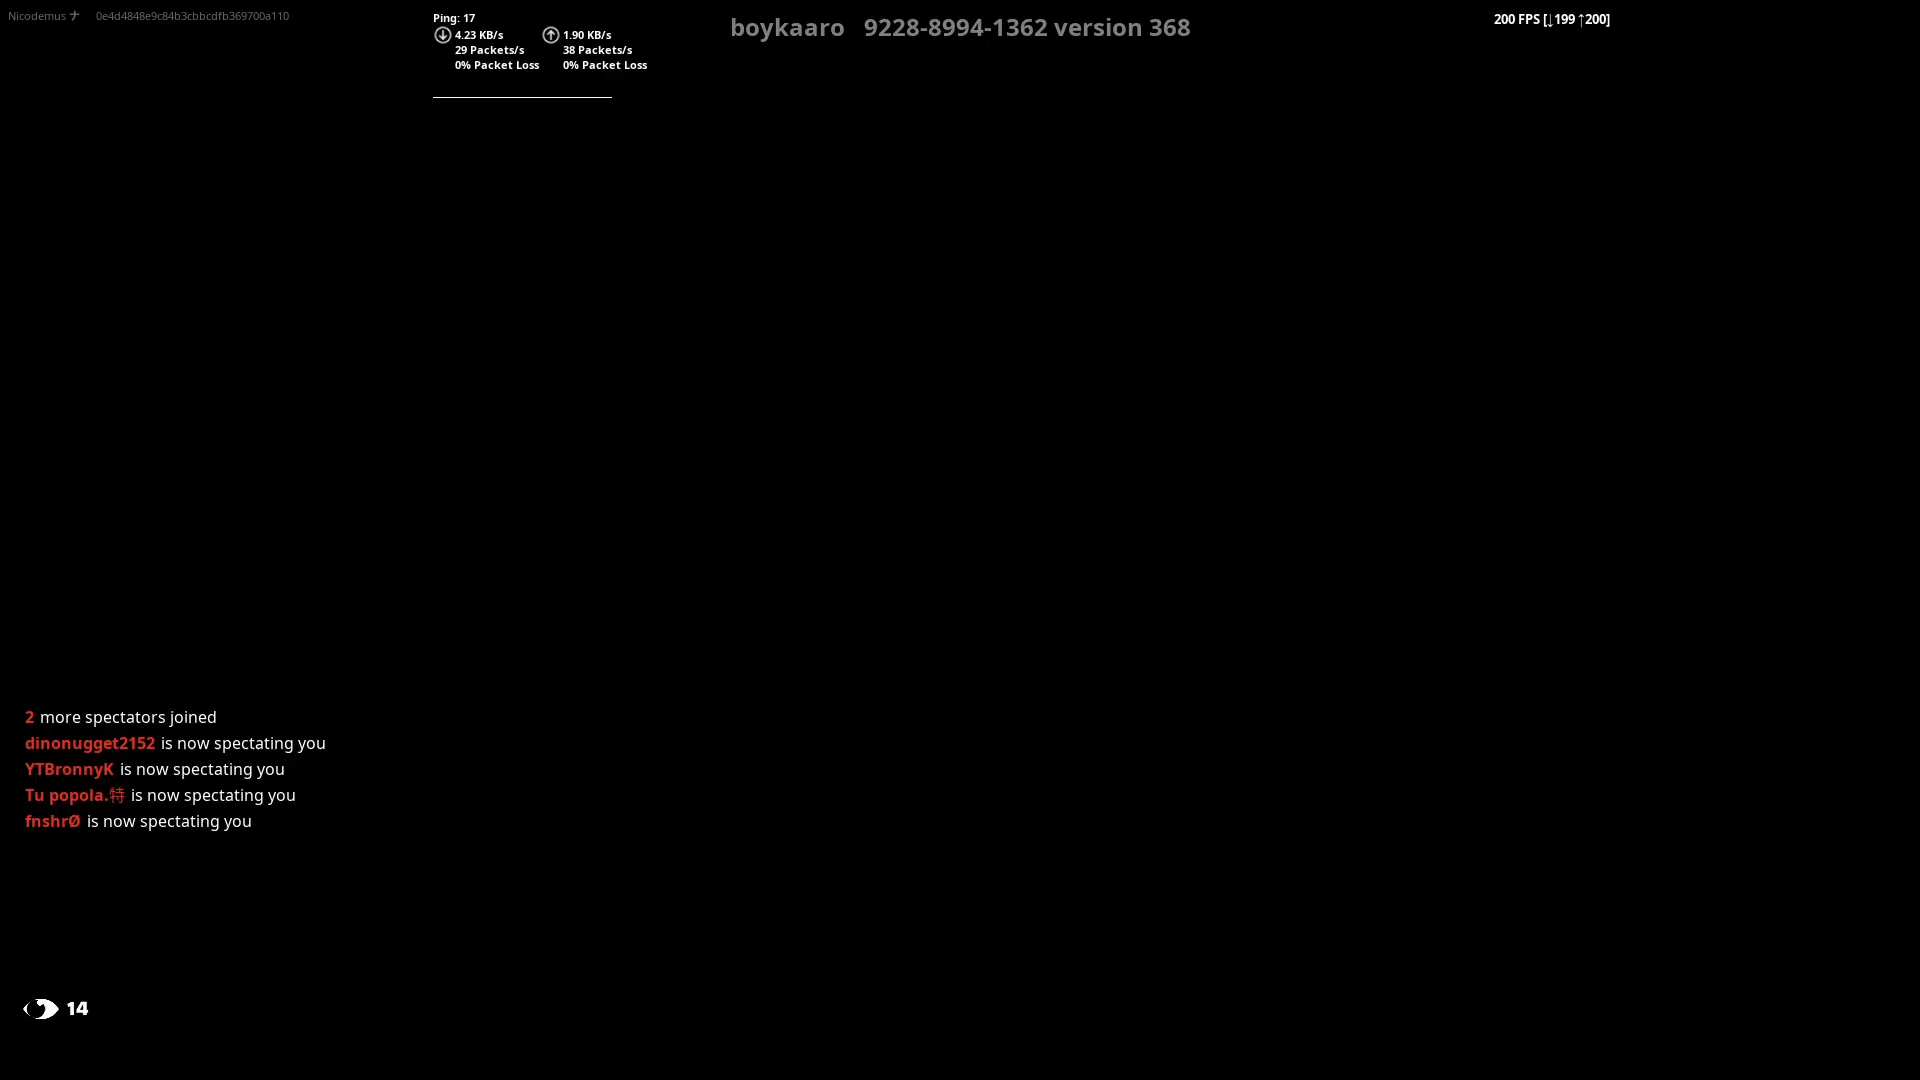 Nicodemus ナ 0e4d4848e9c84b3cbbcdfb369700a110
Ping: 17
4.23 KB/s 1.90 KB/s
29 Packets/s 38 Packets/s
0% Packet Loss 0% Packet Loss
boykaaro 9228-8994-1362 version 368
200 FPS [↓199 ↑200]
2 more spectators joined
dinonugget2152 is now spectating you
YTBronnyK is now spectating you
Tu popola.特 is now spectating you
fnshrØ is now spectating you
14